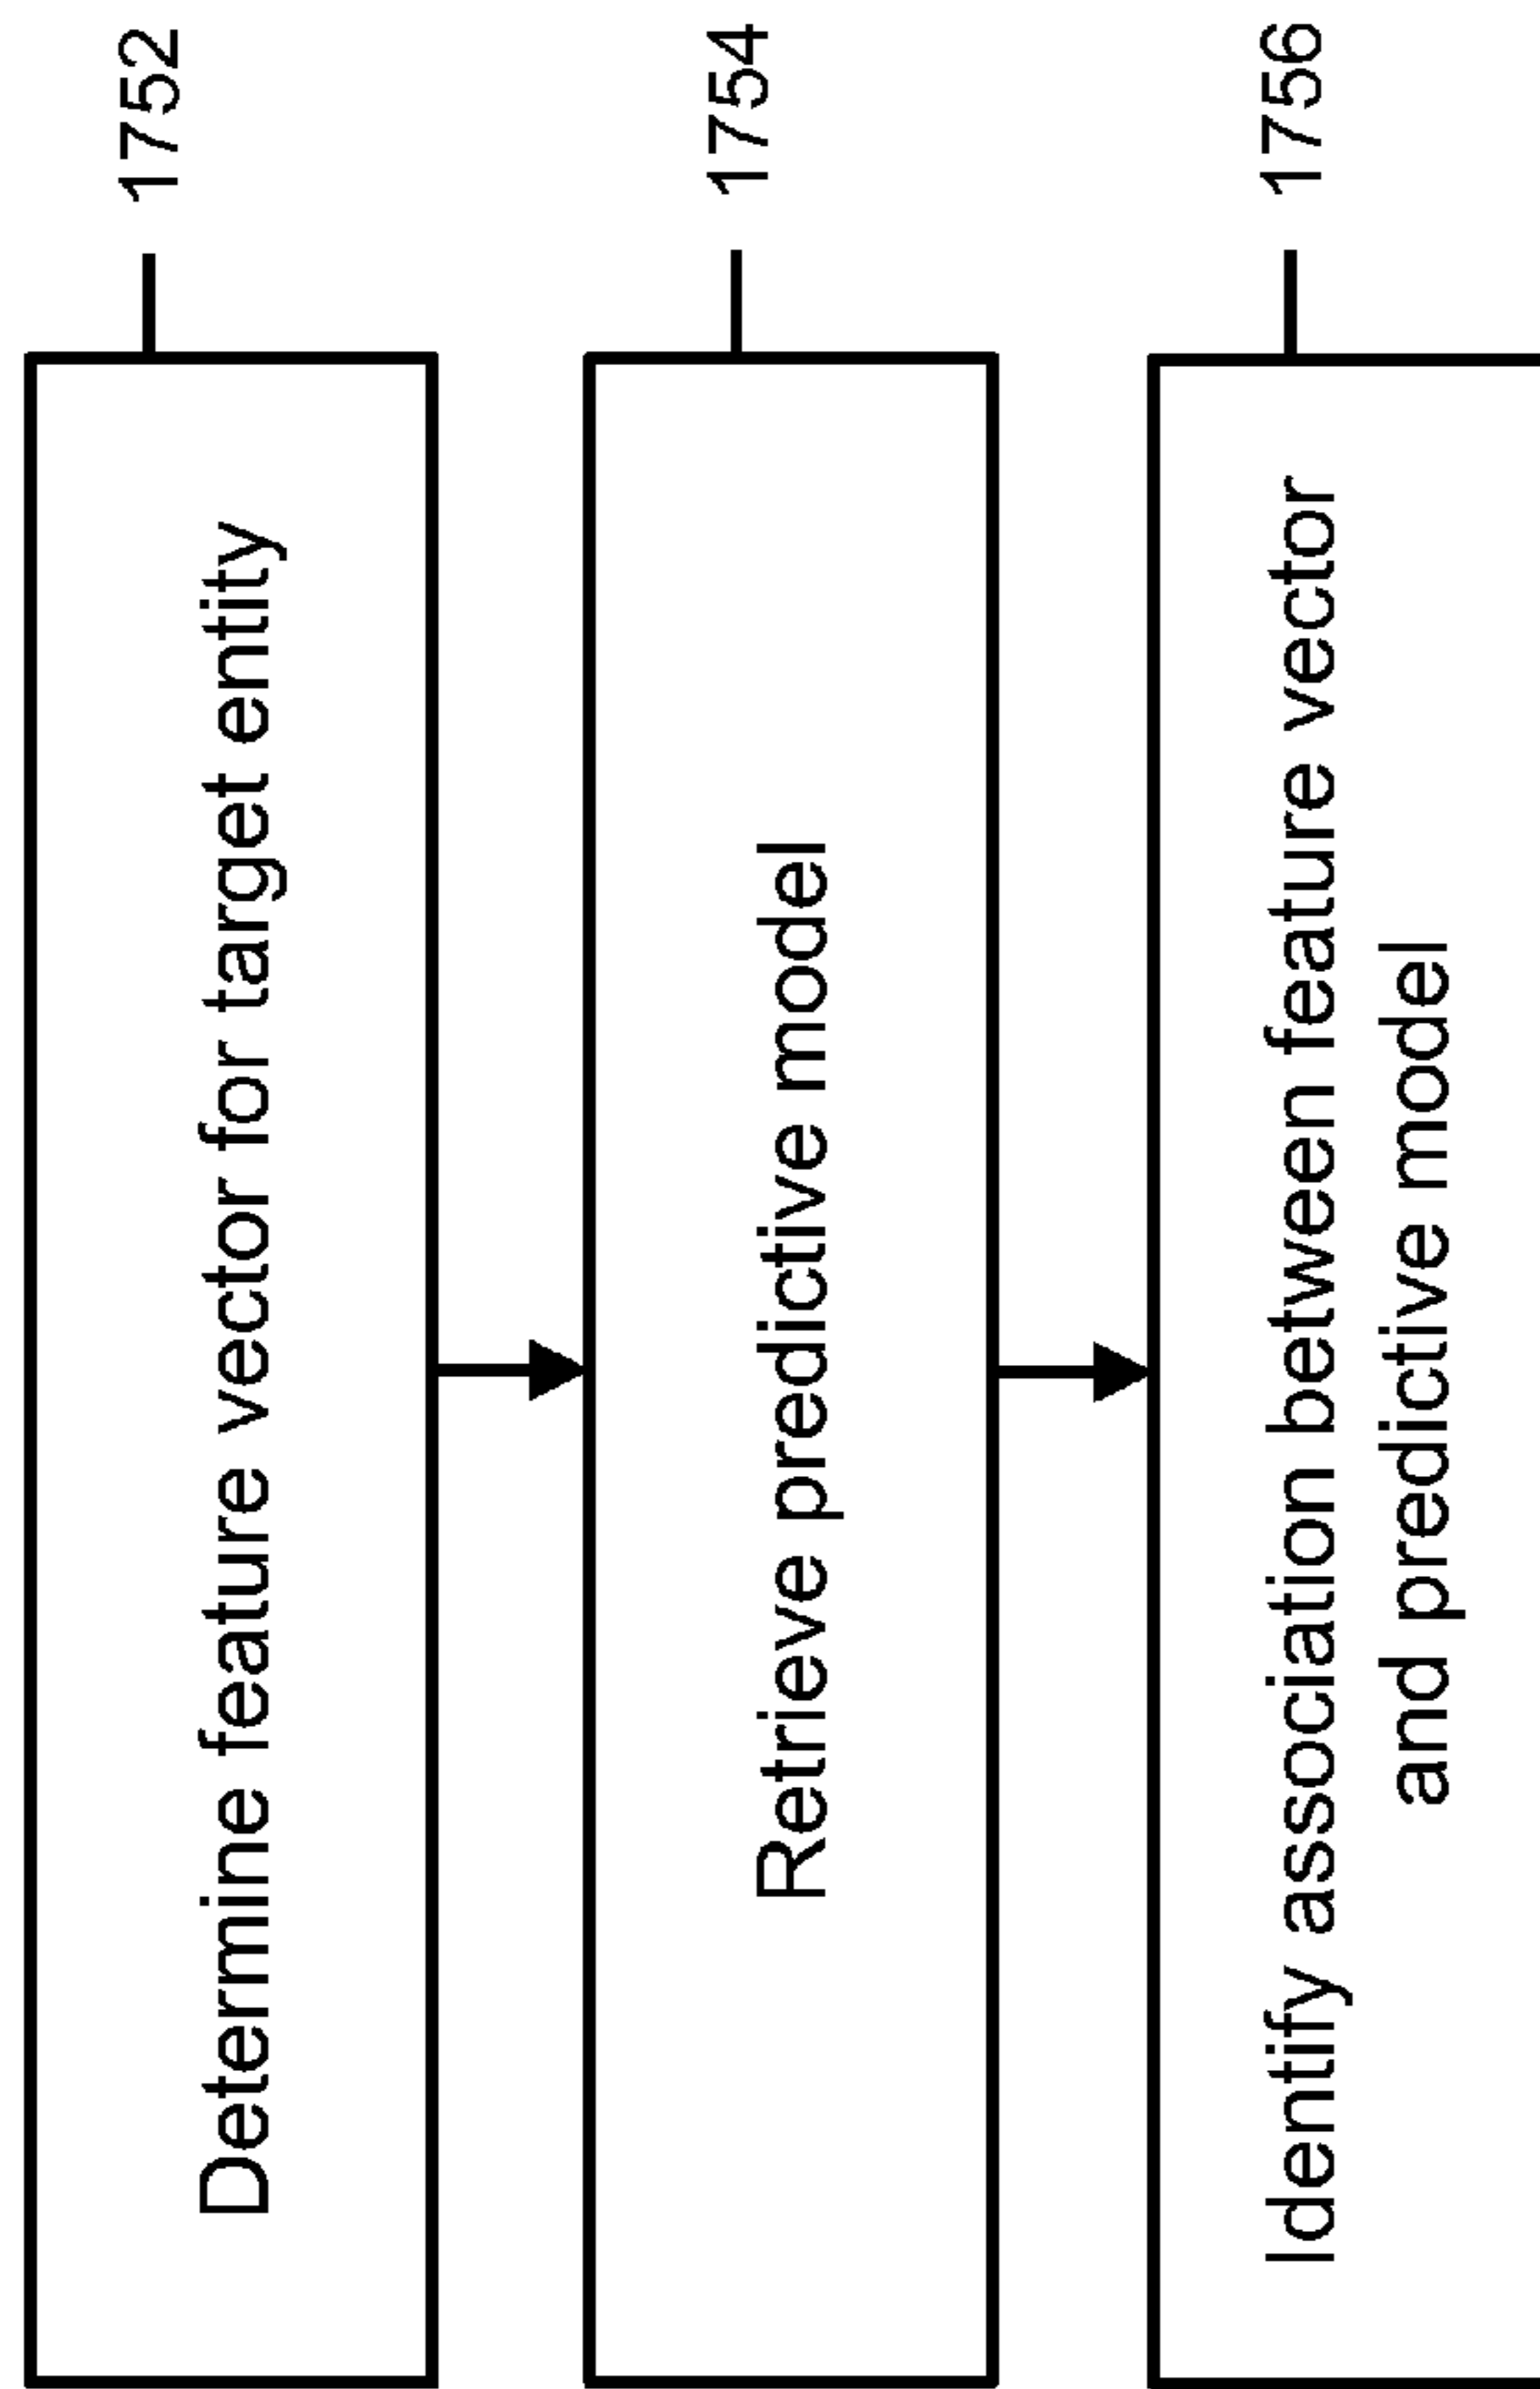 1752
Determine feature vector for target entity
1754
Retrieve predictive model
1756
Identify association between feature vector
and predictive model